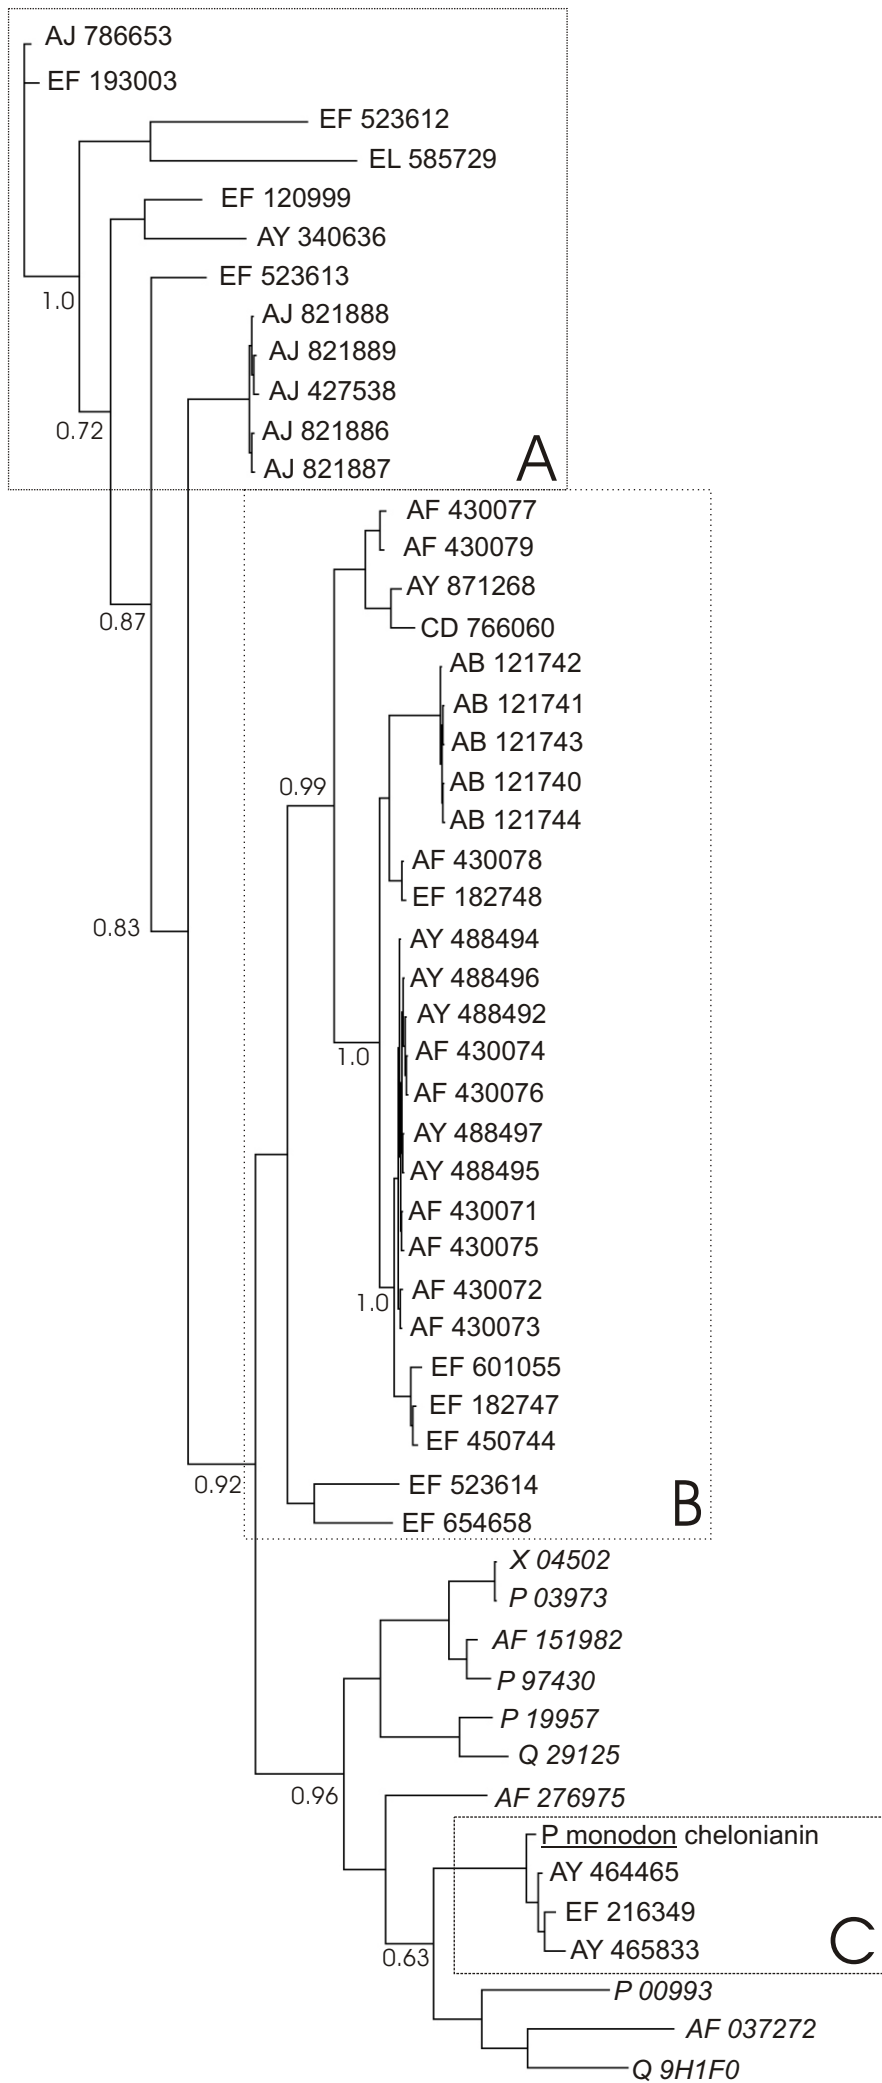 AJ 786653
EF 193003
EF 523612
EL 585729
EF 120999
AY 340636
EF 523613
1.0
AJ 821888
AJ 821889
AJ 427538
0.72
AJ 821886
A
AJ 821887
AF 430077
AF 430079
AY 871268
0.87
CD 766060
AB 121742
AB 121741
AB 121743
0.99
AB 121740
AB 121744
AF 430078
EF 182748
0.83
AY 488494
AY 488496
AY 488492
AF 430074
1.0
AF 430076
AY 488497
AY 488495
AF 430071
AF 430075
AF 430072
1.0
AF 430073
EF 601055
EF 182747
EF 450744
0.92
EF 523614
B
EF 654658
X 04502
P 03973
AF 151982
P 97430
P 19957
Q 29125
0.96
AF 276975
P monodon chelonianin
AY 464465
EF 216349
C
AY 465833
0.63
P 00993
AF 037272
Q 9H1F0